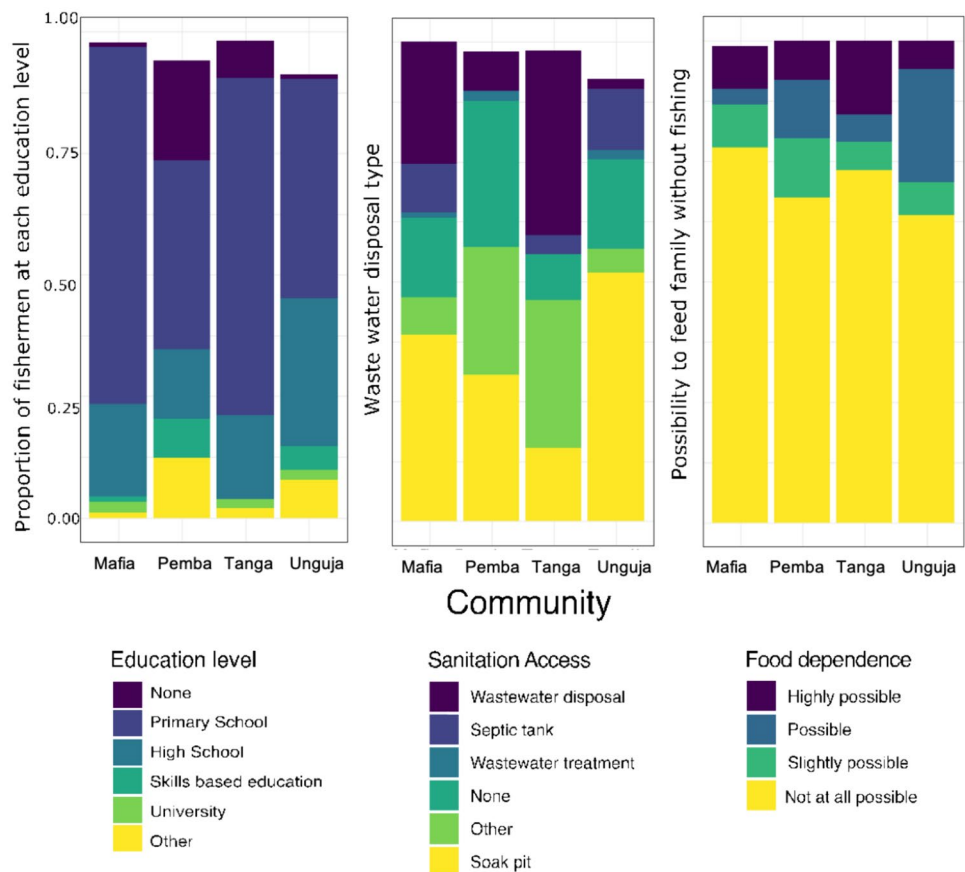 Proportion of fishermen at each education level
1.00
0.75
0.50
0.25
0.00
Mafia Pemba Tanga Unguja
Waste water disposal type
Mafia Pemba Tanga Unguja
Possibility to feed family without fishing
Mafia Pemba Tanga Unguja
Community
Education level
None
Primary School
High School
Skills based education
University
Other
Sanitation Access
Wastewater disposal
Septic tank
Wastewater treatment
None
Other
Soak pit
Food dependence
Highly possible
Possible
Slightly possible
Not at all possible